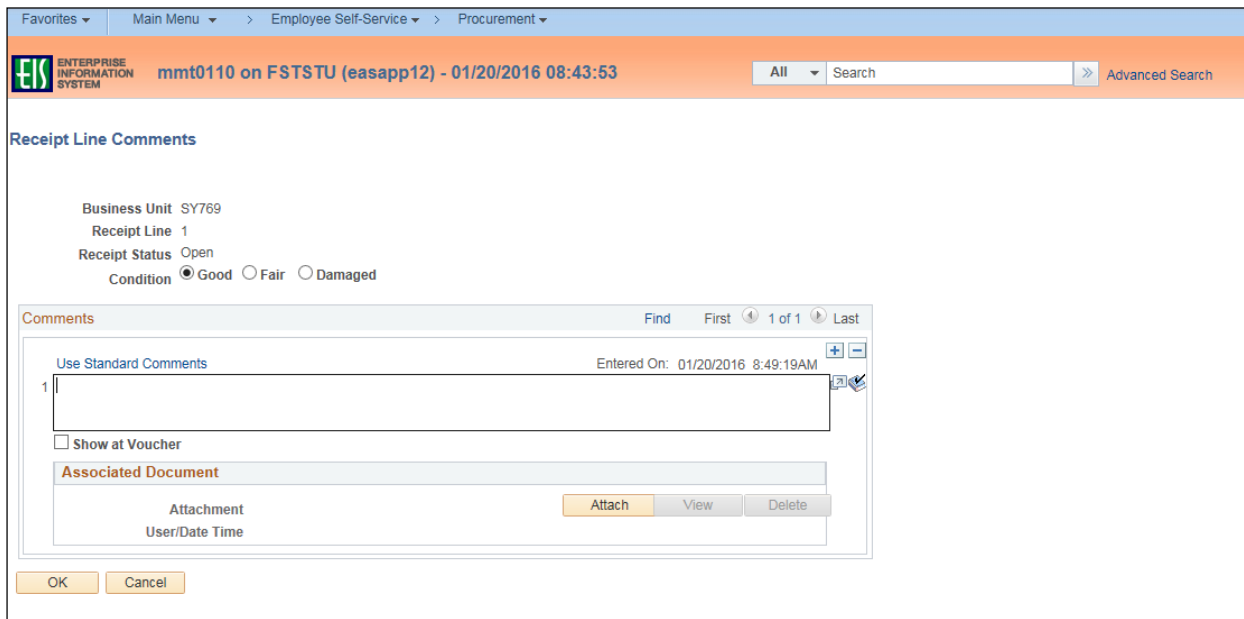 Favorites Main Menu > Employee Self-Service > Procurement
EIS ENTERPRISE INFORMATION SYSTEM
mmt0110 on FSTSTU (easapp12) - 01/20/2016 08:43:53
All Search » Advanced Search
Receipt Line Comments
Business Unit SY769
Receipt Line 1
Receipt Status Open
Condition Good Fair Damaged
Comments Find First 1 of 1 Last
Use Standard Comments Entered On: 01/20/2016 8:49:19AM
1
Show at Voucher
Associated Document
Attachment Attach View Delete
User/Date Time
OK Cancel